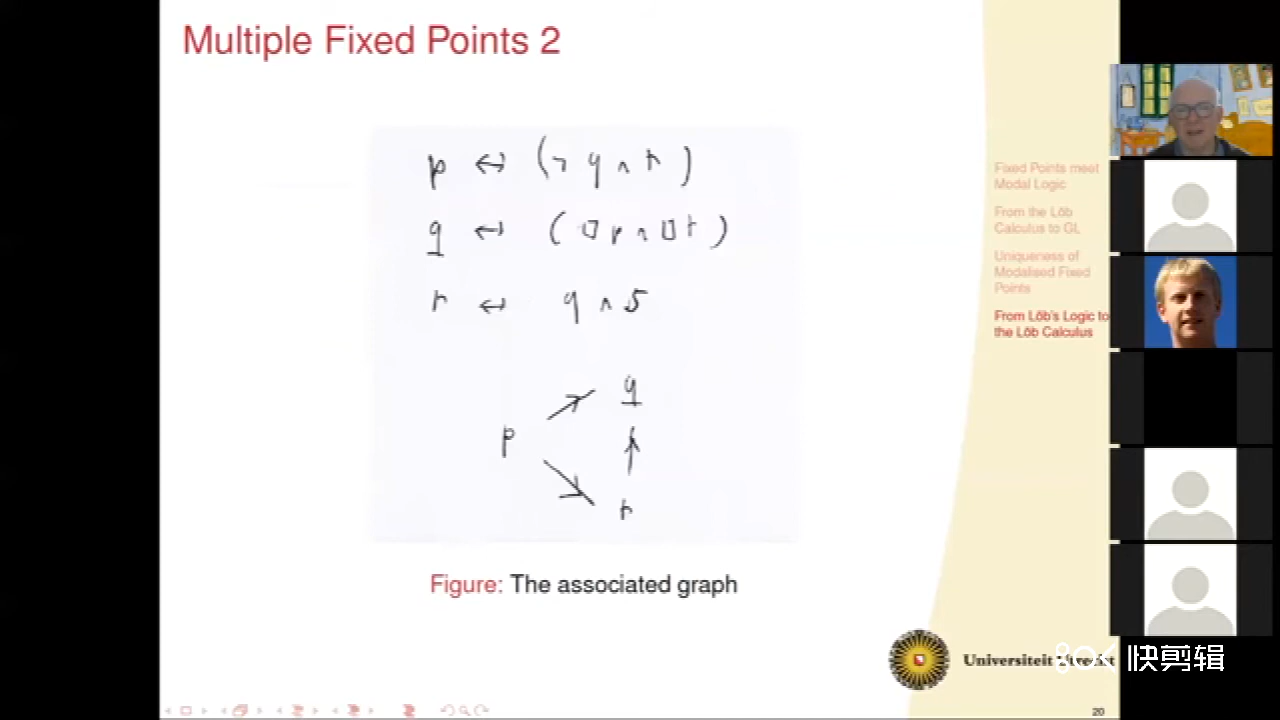 Multiple Fixed Points 2
p ↔ (¬ q ∧ r)
q ↔ (□p ∧ □r)
r ↔ q ∧ s
p
q
r
Figure: The associated graph
Fixed Points meet
Modal Logic
From the Löb
Calculus to GL
Uniqueness of
Modalised Fixed
Points
From Löb's Logic to
the Löb Calculus
Universiteit Utrecht
快剪辑
20